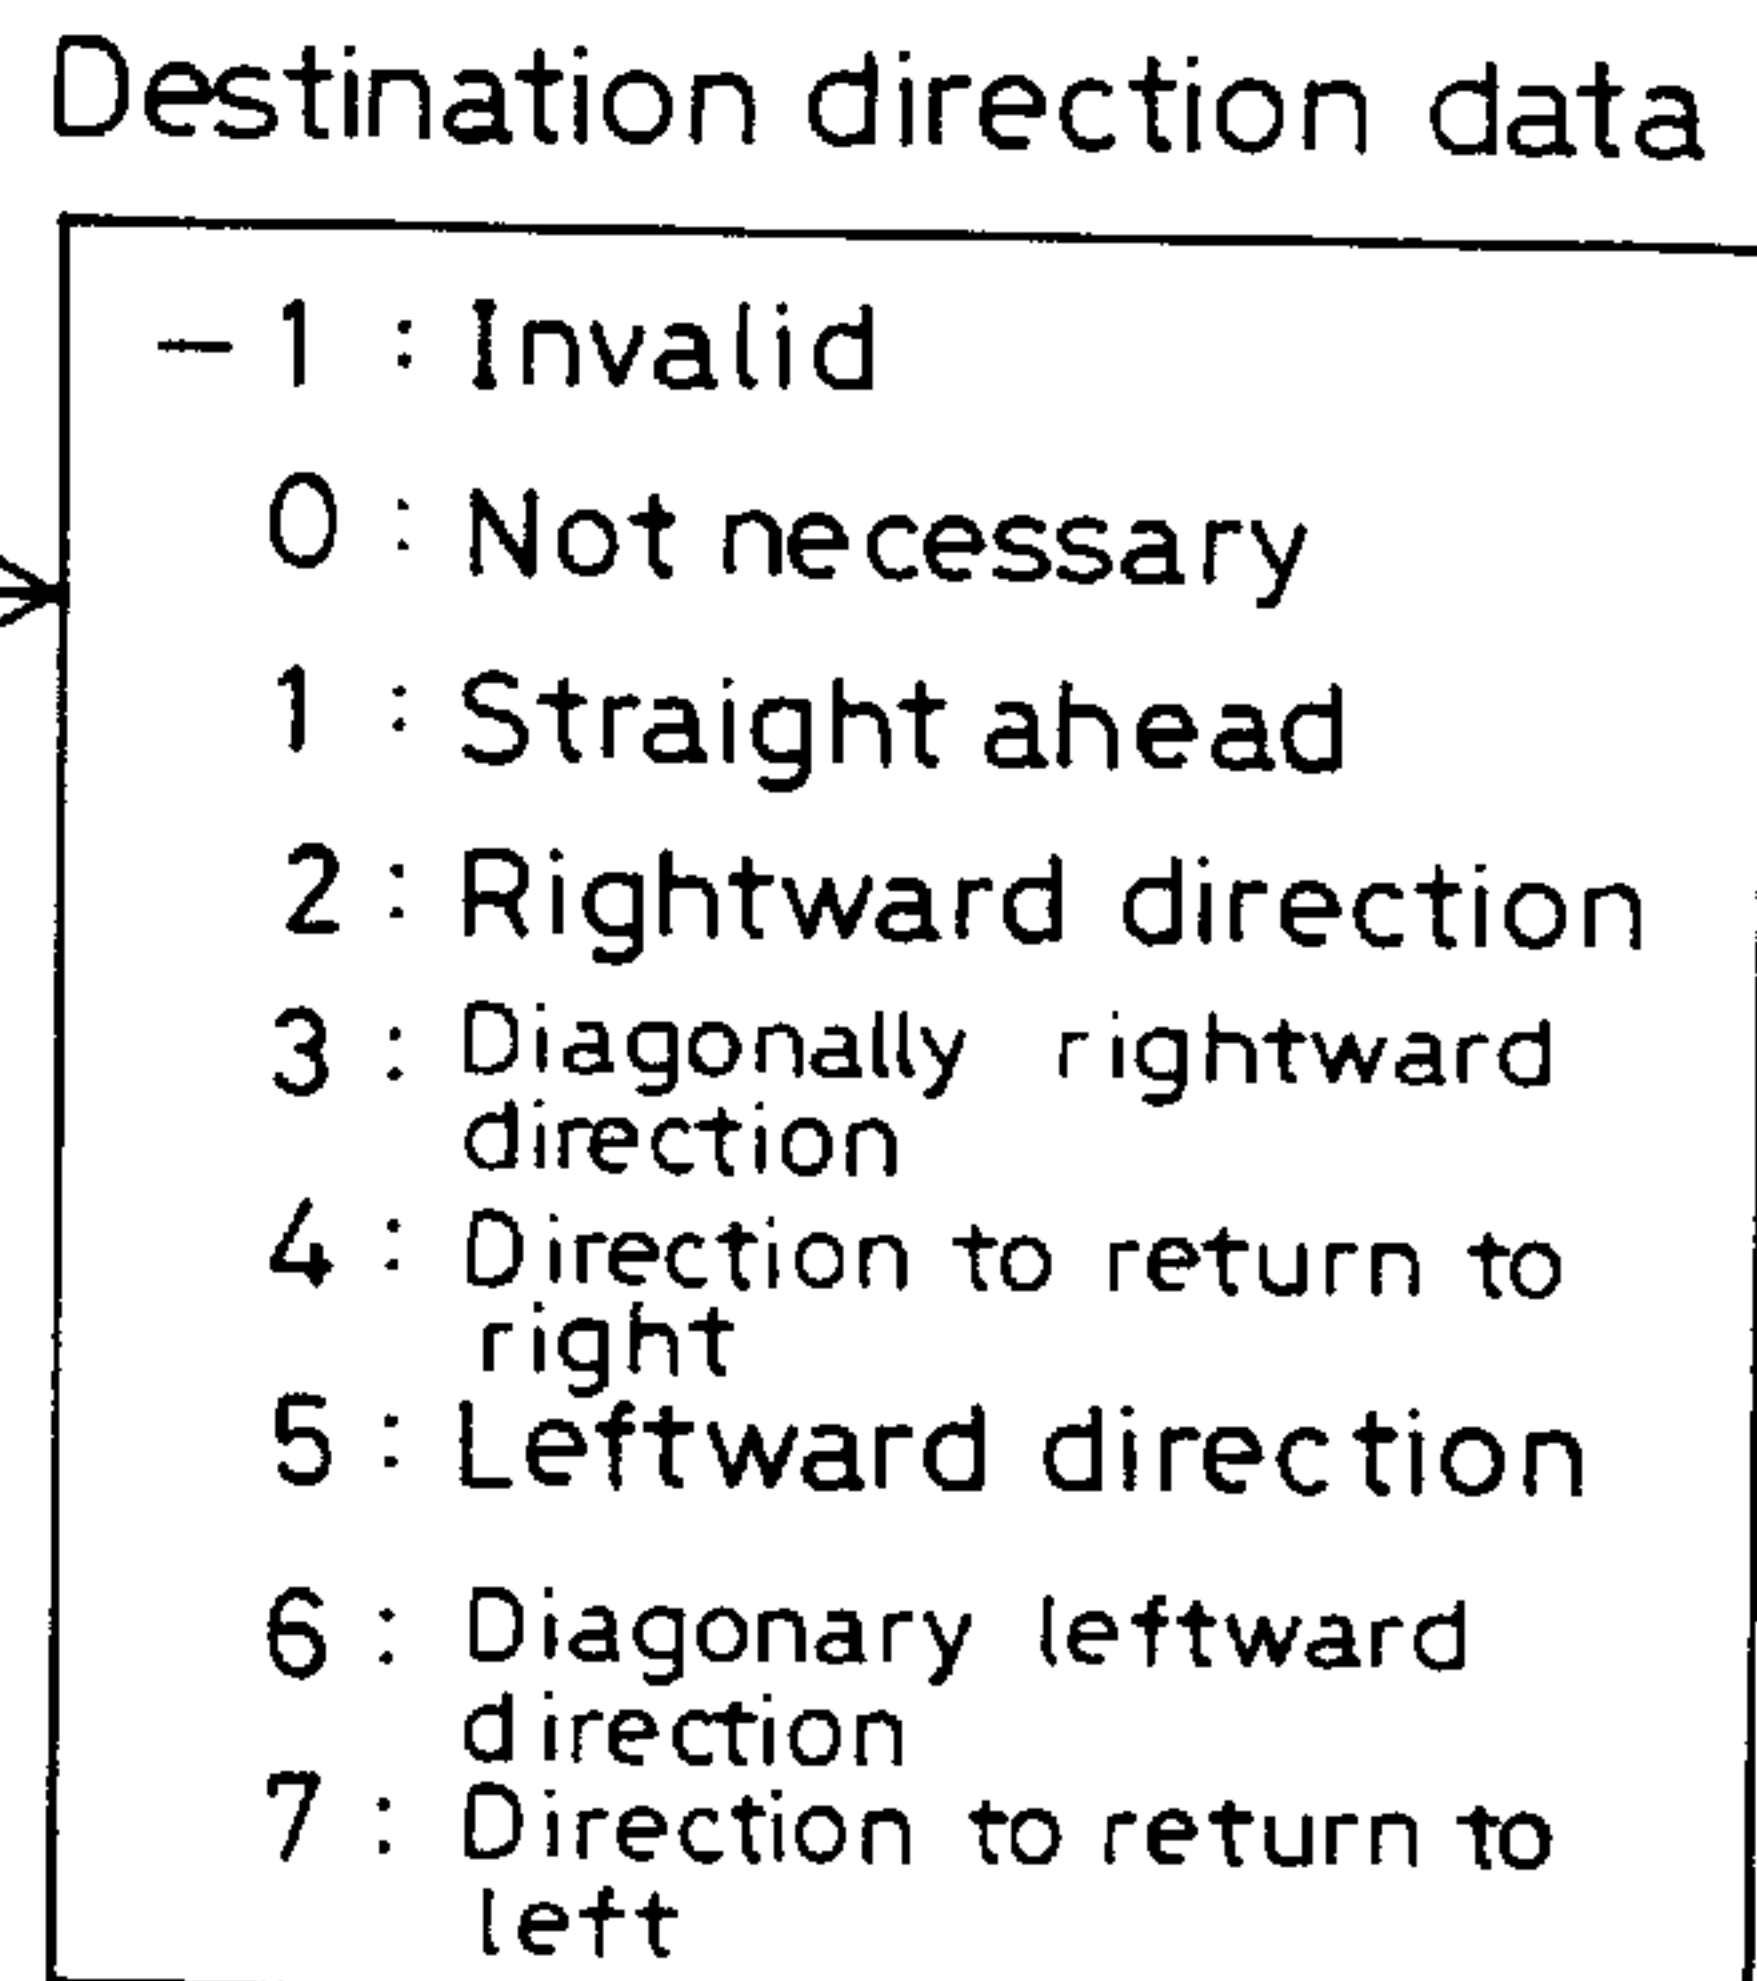 Destination direction data
-1 : Invalid
0 : Not necessary
1 : Straight ahead
2 : Rightward direction
3 : Diagonally rightward
direction
4 : Direction to return to
right
5 : Leftward direction
6 : Diagonary leftward
direction
7 : Direction to return to
left